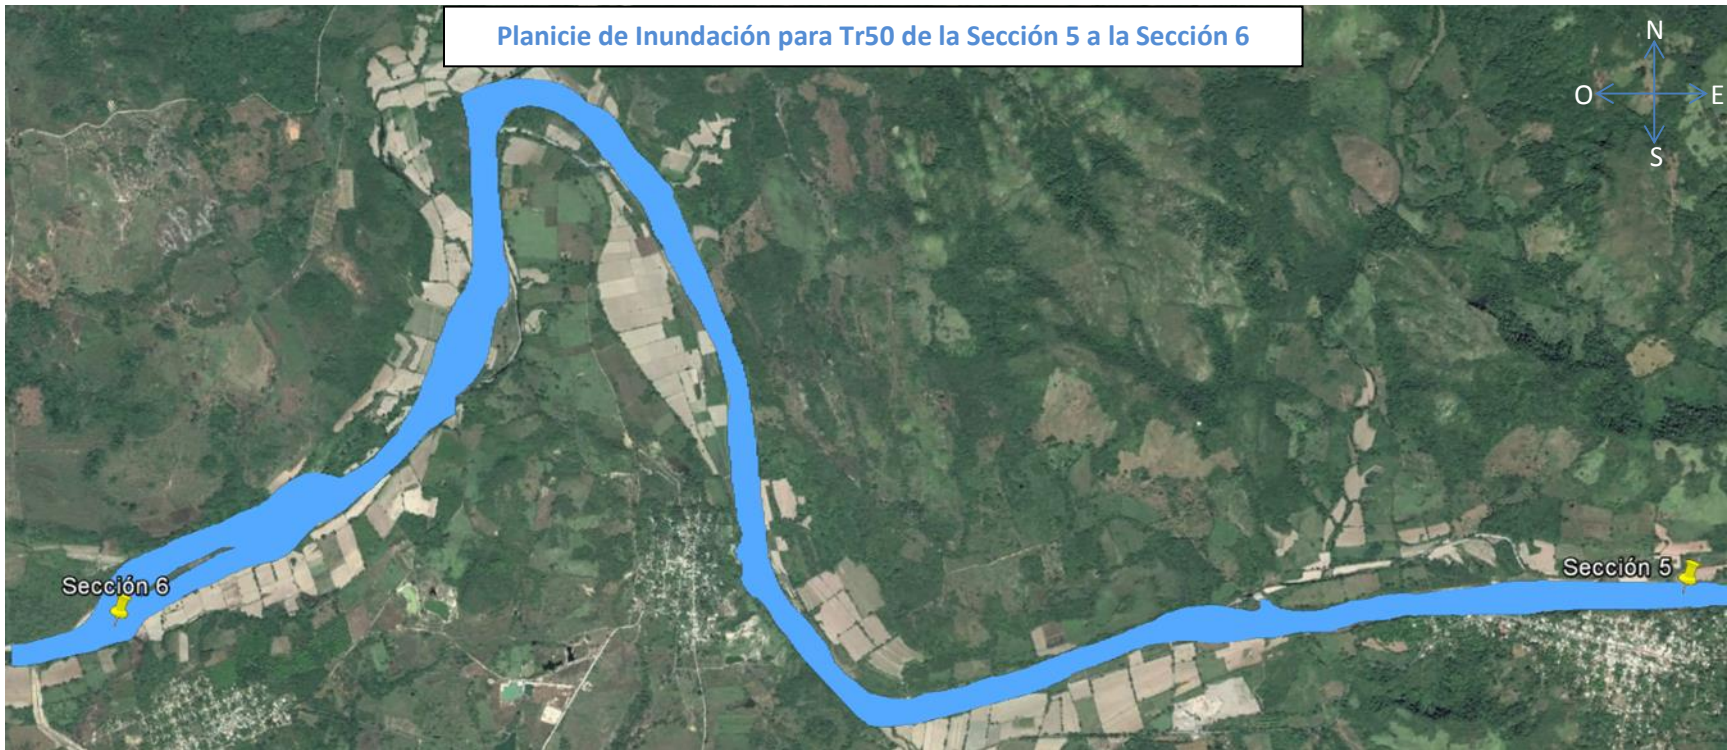 Planicie de Inundación para Tr50 de la Sección 5 a la Sección 6
N
O E
S
Sección 5
Sección 6